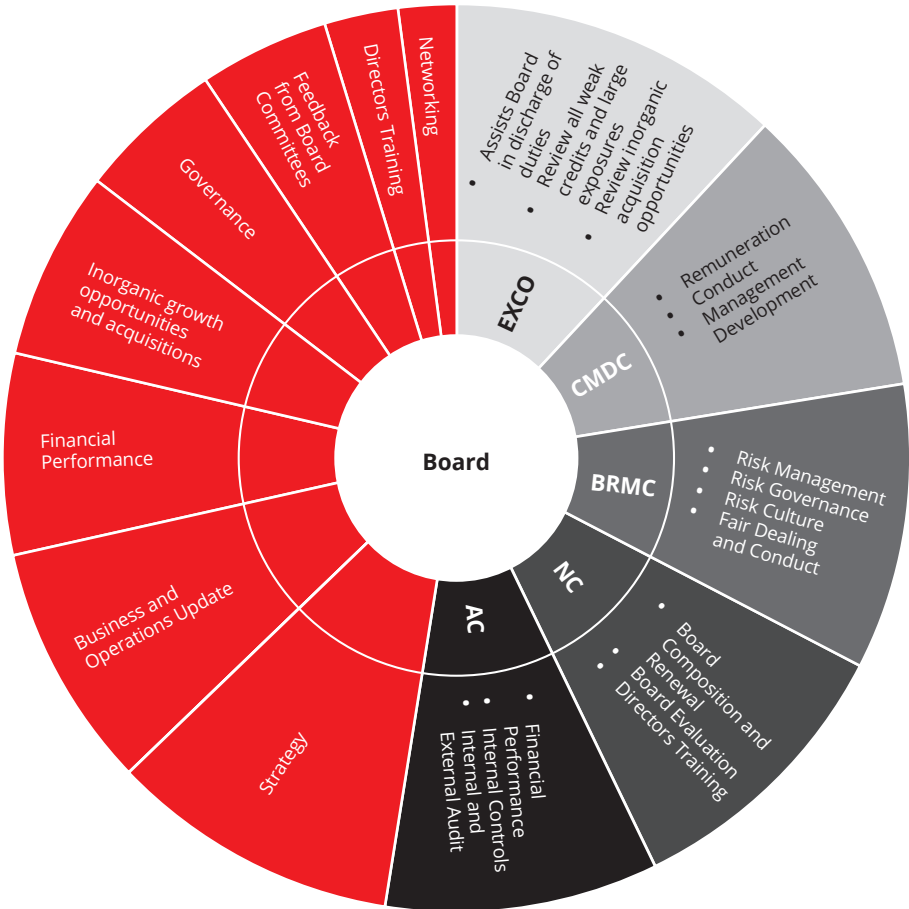 Board
EXCO
• Assists Board
in discharge of
duties
• Review all weak
credits and large
exposures
• Review inorganic
acquisition
opportunities
CMDC
• Remuneration
• Conduct
• Management
Development
BRMC
• Risk Management
• Risk Governance
• Risk Culture
• Fair Dealing
and Conduct
NC
• Board
Composition and
Renewal
• Board Evaluation
• Directors Training
AC
• Financial
Performance
• Internal Controls
• Internal and
External Audit
Strategy
Business and
Operations Update
Financial
Performance
Inorganic growth
opportunities
and acquisitions
Governance
Feedback
from Board
Committees
Directors Training
Networking